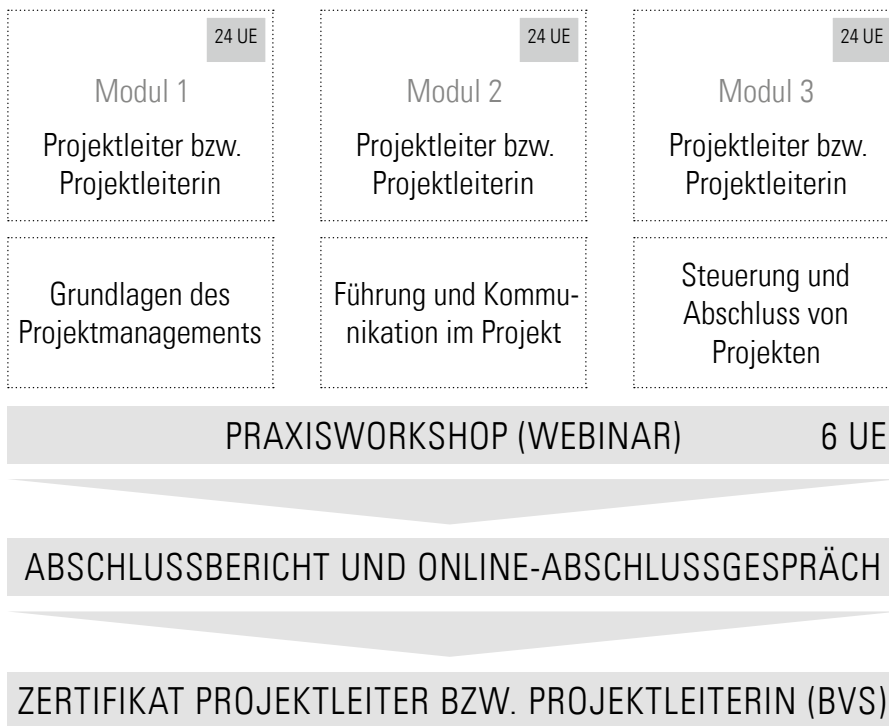 24 UE
Modul 1
Projektleiter bzw.
Projektleiterin
24 UE
Modul 2
Projektleiter bzw.
Projektleiterin
24 UE
Modul 3
Projektleiter bzw.
Projektleiterin
Grundlagen des
Projektmanagements
Führung und Kommu-
nikation im Projekt
Steuerung und
Abschluss von
Projekten
PRAXISWORKSHOP (WEBINAR) 6 UE
ABSCHLUSSBERICHT UND ONLINE-ABSCHLUSSGESPRÄCH
ZERTIFIKAT PROJEKTLEITER BZW. PROJEKTLEITERIN (BVS)